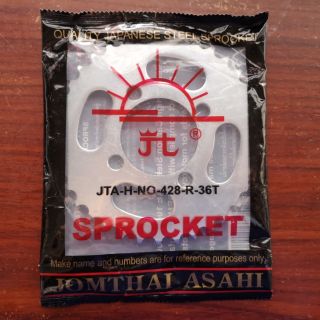 QUALITY JAPANESE STEEL SPROCKET
Jt
®
JTA-H-NO-428-R-36T
SPROCKET
Make name and numbers are for reference purposes only.
JOMTHAI ASAHI